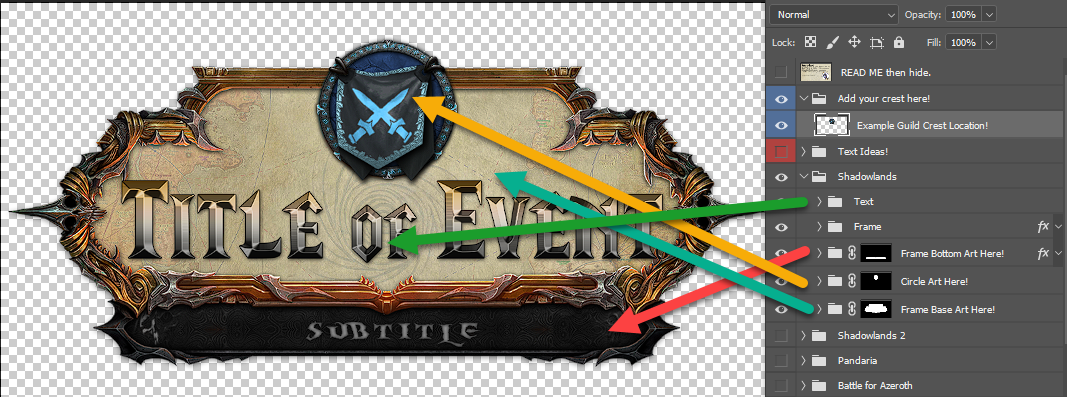 TITLE OF EVENT
SUBTITLE
Normal
Opacity: 100%
Lock:
Fill: 100%
READ ME then hide.
Add your crest here!
Example Guild Crest Location!
Text Ideas!
Shadowlands
Text
Frame
fx
Frame Bottom Art Here!
fx
Circle Art Here!
Frame Base Art Here!
Shadowlands 2
Pandaria
Battle for Azeroth